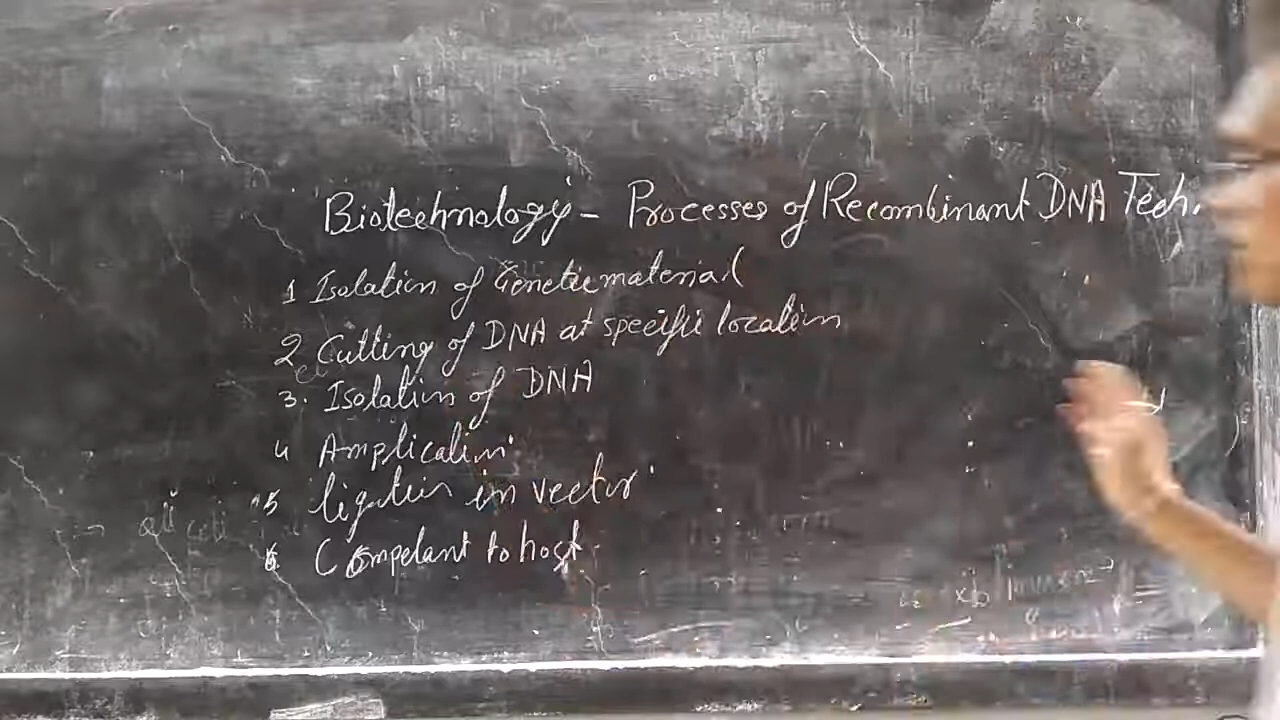 Biotechnology - Processes of Recombinant DNA Tech.
1 Isolation of Genetic material
2 Cutting of DNA at specific location
3. Isolation of DNA
4 Amplication
5 ligation in vector
6. Compelant to host.